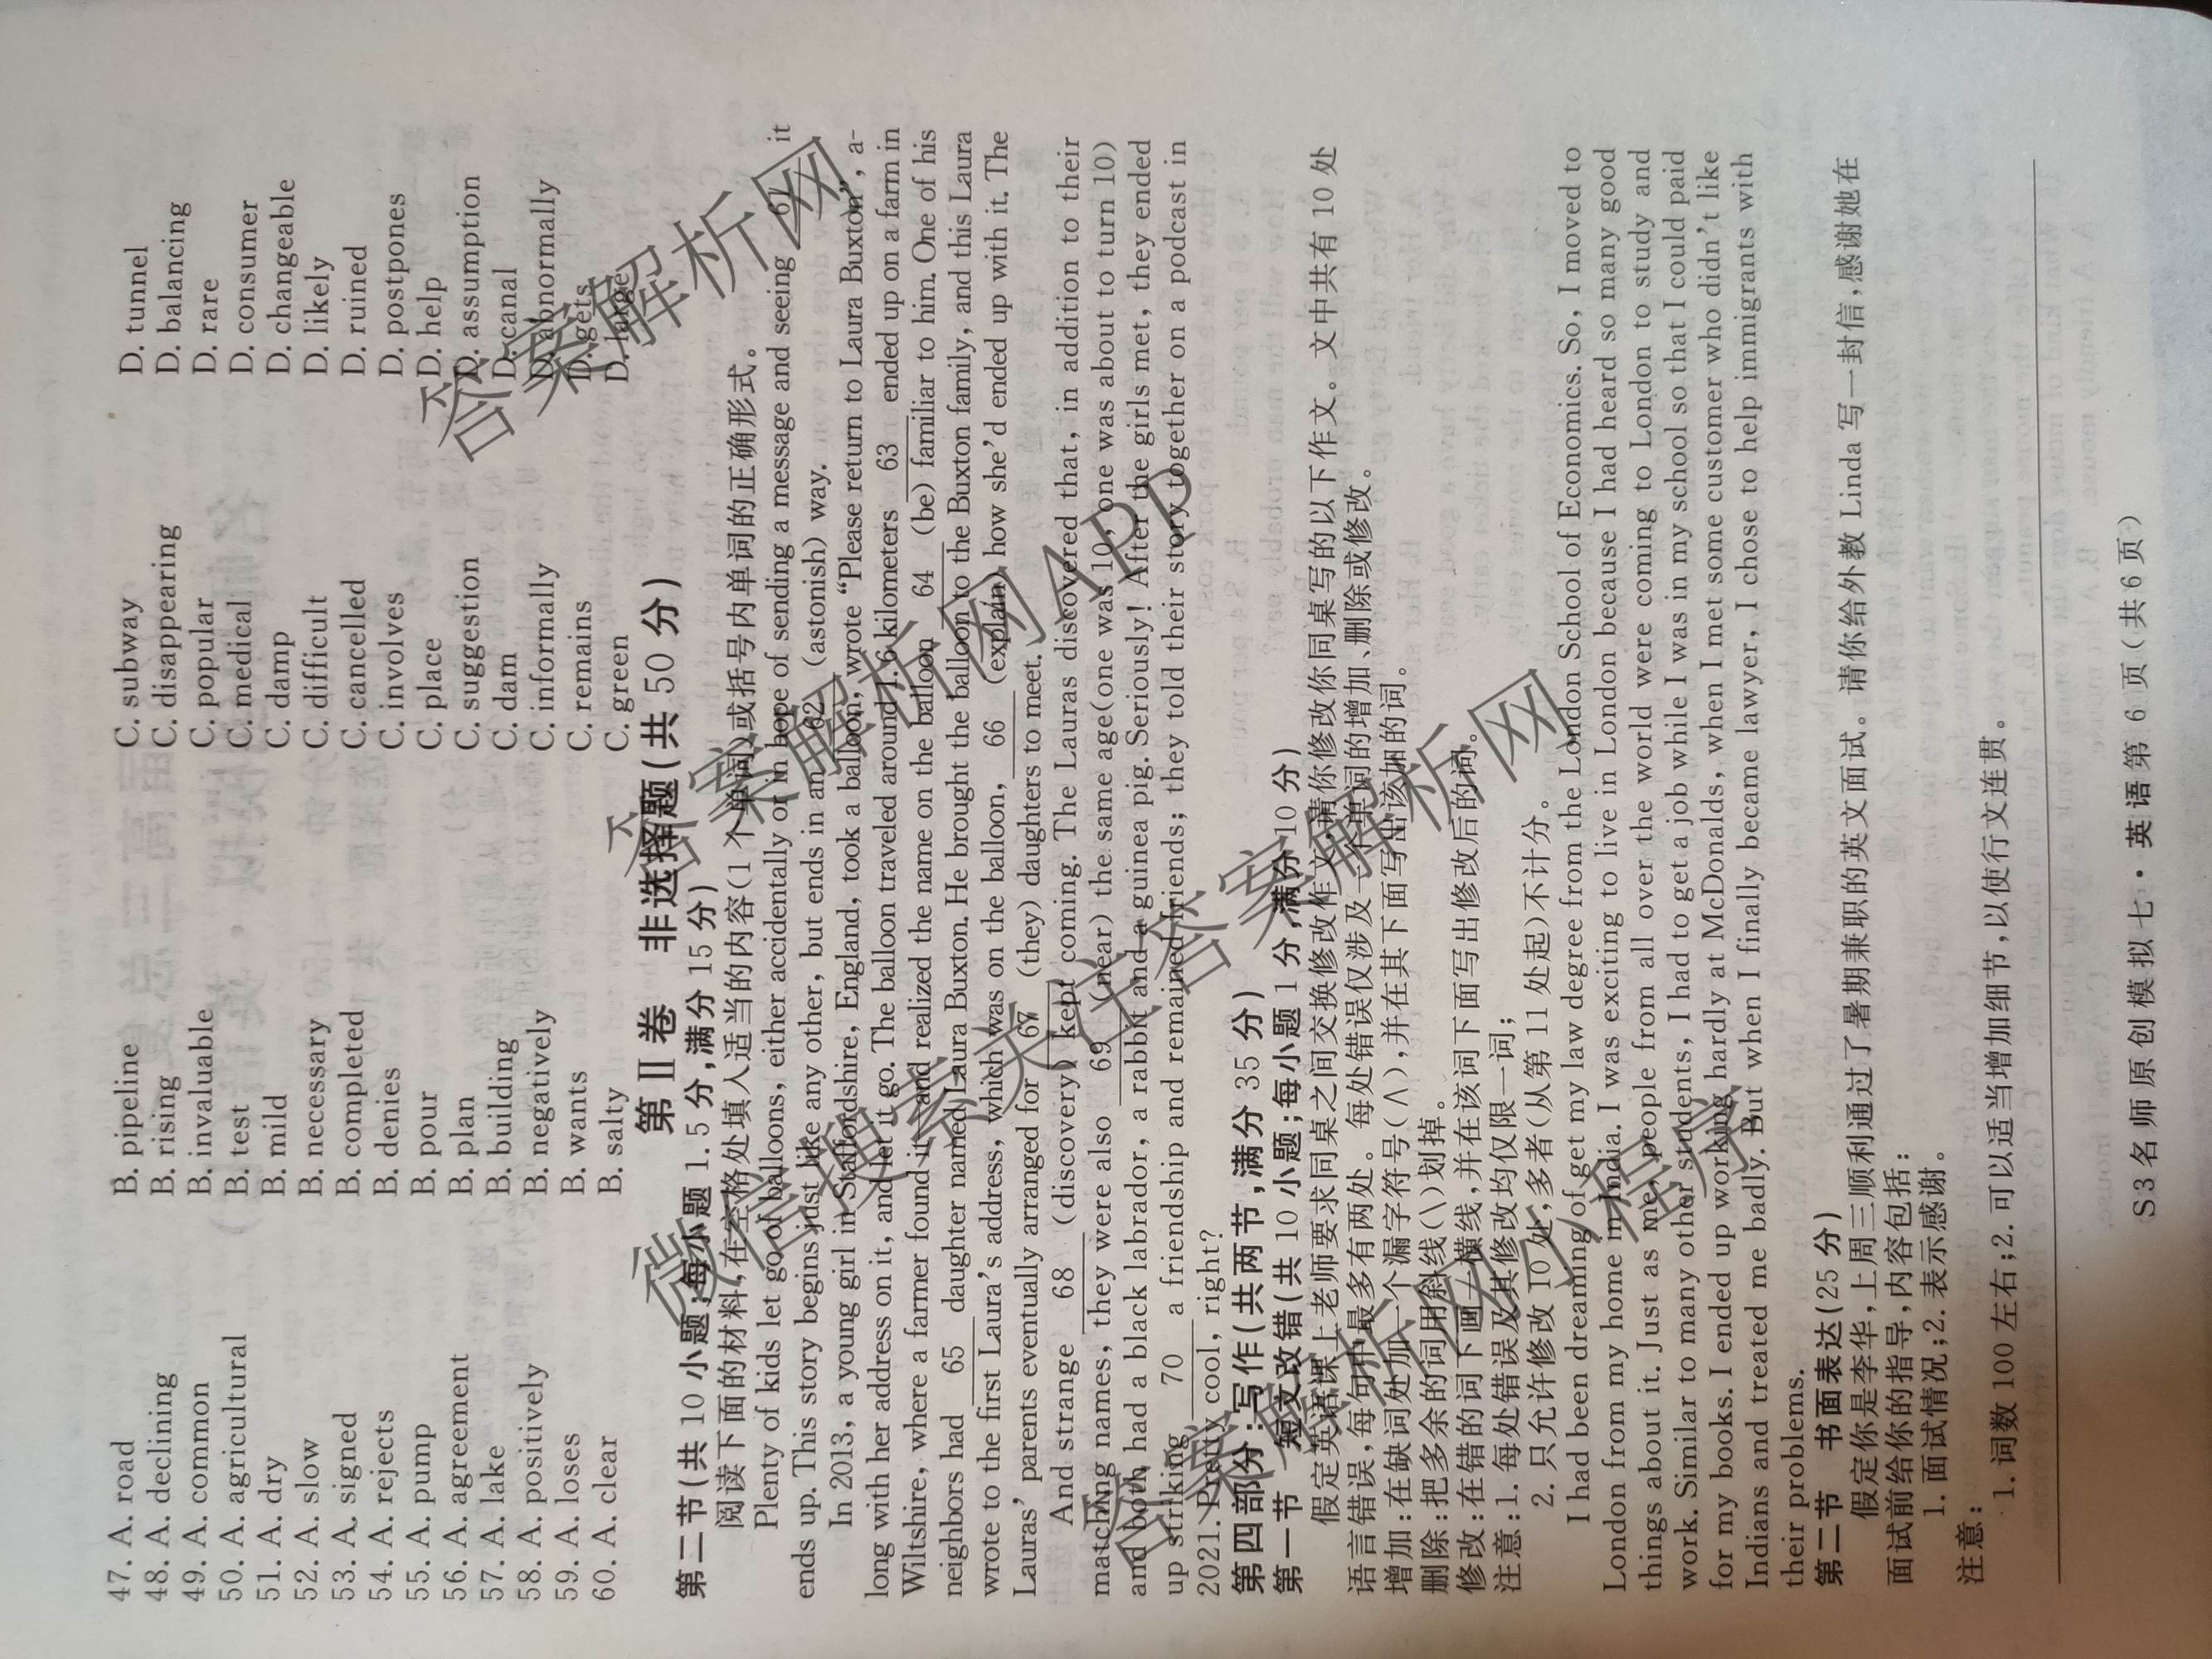 47. A. road B. pipeline C. subway D. tunnel
48. A. declining B. rising C. disappearing D. balancing
49. A. common B. invaluable C. popular D. rare
50. A. agricultural B. test C. medical D. consumer
51. A. dry B. mild C. damp D. changeable
52. A. slow B. necessary C. difficult D. likely
53. A. signed B. completed C. cancelled D. ruined
54. A. rejects B. denies C. involves D. postpones
55. A. pump B. pour C. place D. help
56. A. agreement B. plan C. suggestion D. assumption
57. A. lake B. building C. dam D. canal
58. A. positively B. negatively C. informally D. abnormally
59. A. loses B. wants C. remains D. gets
60. A. clear B. salty C. green D. large
第Ⅱ卷 非选择题(共 50 分)
第二节(共 10 小题;每小题 1.5 分,满分 15 分)
阅读下面的材料,在空格处填入适当的内容(1 个单词)或括号内单词的正确形式。
Plenty of kids let go of balloons, either accidentally or in hope of sending a message and seeing 61 it
ends up. This story begins just like any other, but ends in an 62 (astonish) way.
In 2013, a young girl in Staffordshire, England, took a balloon, wrote “Please return to Laura Buxton”, a-
long with her address on it, and let it go. The balloon traveled around 1.6 kilometers 63 ended up on a farm in
Wiltshire, where a farmer found it and realized the name on the balloon 64 (be) familiar to him. One of his
neighbors had 65 daughter named Laura Buxton. He brought the balloon to the Buxton family, and this Laura
wrote to the first Laura's address, which was on the balloon, 66 (explain) how she'd ended up with it. The
Lauras' parents eventually arranged for 67 (they) daughters to meet.
And strange 68 (discovery) kept coming. The Lauras discovered that, in addition to their
matching names, they were also 69 (near) the same age(one was 10, one was about to turn 10)
and both had a black labrador, a rabbit and a guinea pig. Seriously! After the girls met, they ended
up striking 70 a friendship and remained friends; they told their story together on a podcast in
2021. Pretty cool, right?
第四部分:写作(共两节,满分 35 分)
第一节 短文改错(共 10 小题;每小题 1 分,满分 10 分)
假定英语课上老师要求同桌之间交换修改作文,请你修改你同桌写的以下作文。文中共有 10 处
语言错误,每句中最多有两处。每处错误仅涉及一个单词的增加、删除或修改。
增加:在缺词处加一个漏字符号(∧),并在其下面写出该加的词。
删除:把多余的词用斜线(\)划掉。
修改:在错的词下画一横线,并在该词下面写出修改后的词。
注意:1. 每处错误及其修改均仅限一词;
2. 只允许修改 10 处,多者(从第 11 处起)不计分。
I had been dreaming of get my law degree from the London School of Economics. So, I moved to
London from my home in India. I was exciting to live in London because I had heard so many good
things about it. Just as me, people from all over the world were coming to London to study and
work. Similar to many other students, I had to get a job while I was in my school so that I could paid
for my books. I ended up working hardly at McDonalds, when I met some customer who didn't like
Indians and treated me badly. But when I finally became lawyer, I chose to help immigrants with
their problems.
第二节 书面表达(25 分)
假定你是李华,上周三顺利通过了暑期兼职的英文面试。请你给外教 Linda 写一封信,感谢她在
面试前给你的指导,内容包括:
1. 面试情况;2. 表示感谢。
注意:
1. 词数 100 左右;2. 可以适当增加细节,以使行文连贯。
S3 名师原创模拟七·英语第 6 页(共 6 页)
答案解析网
答案解析网APP
答案解析网